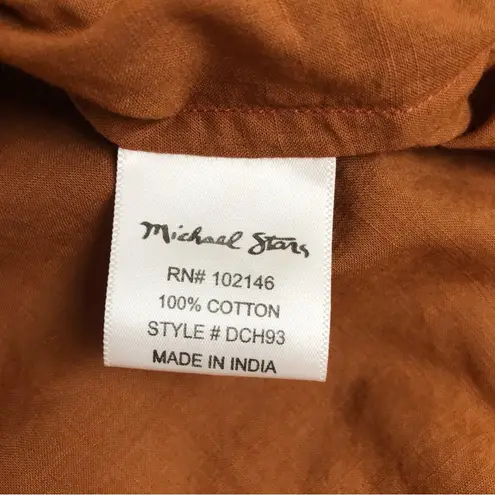 Michael Stars
RN# 102146
100% COTTON
STYLE # DCH93
MADE IN INDIA